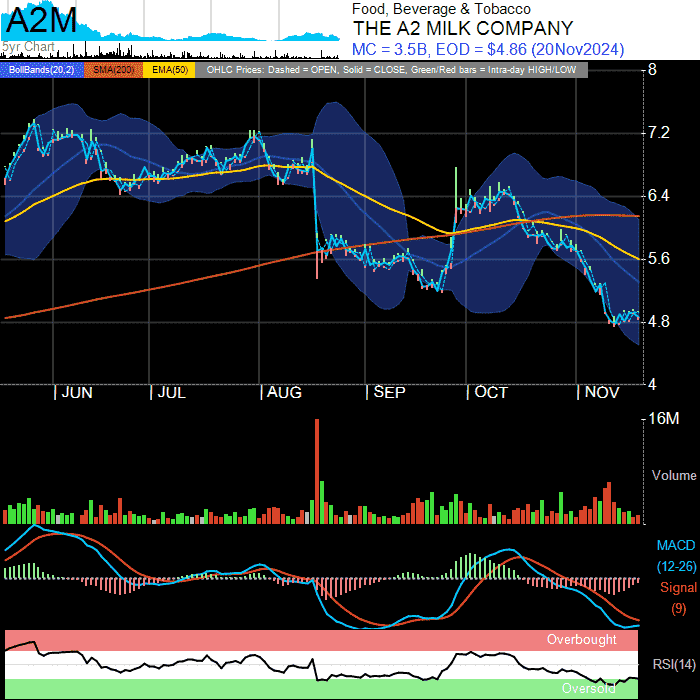 A2M
5yr Chart
Food, Beverage & Tobacco
THE A2 MILK COMPANY
MC = 3.5B, EOD = $4.86 (20Nov2024)
BollBands(20,2) SMA(200) EMA(50) OHLC Prices: Dashed = OPEN, Solid = CLOSE, Green/Red bars = Intra-day HIGH/LOW
8
7.2
6.4
5.6
4.8
4
JUN JUL AUG SEP OCT NOV
16M
Volume
MACD
(12-26)
Signal
(9)
Overbought
RSI(14)
Oversold